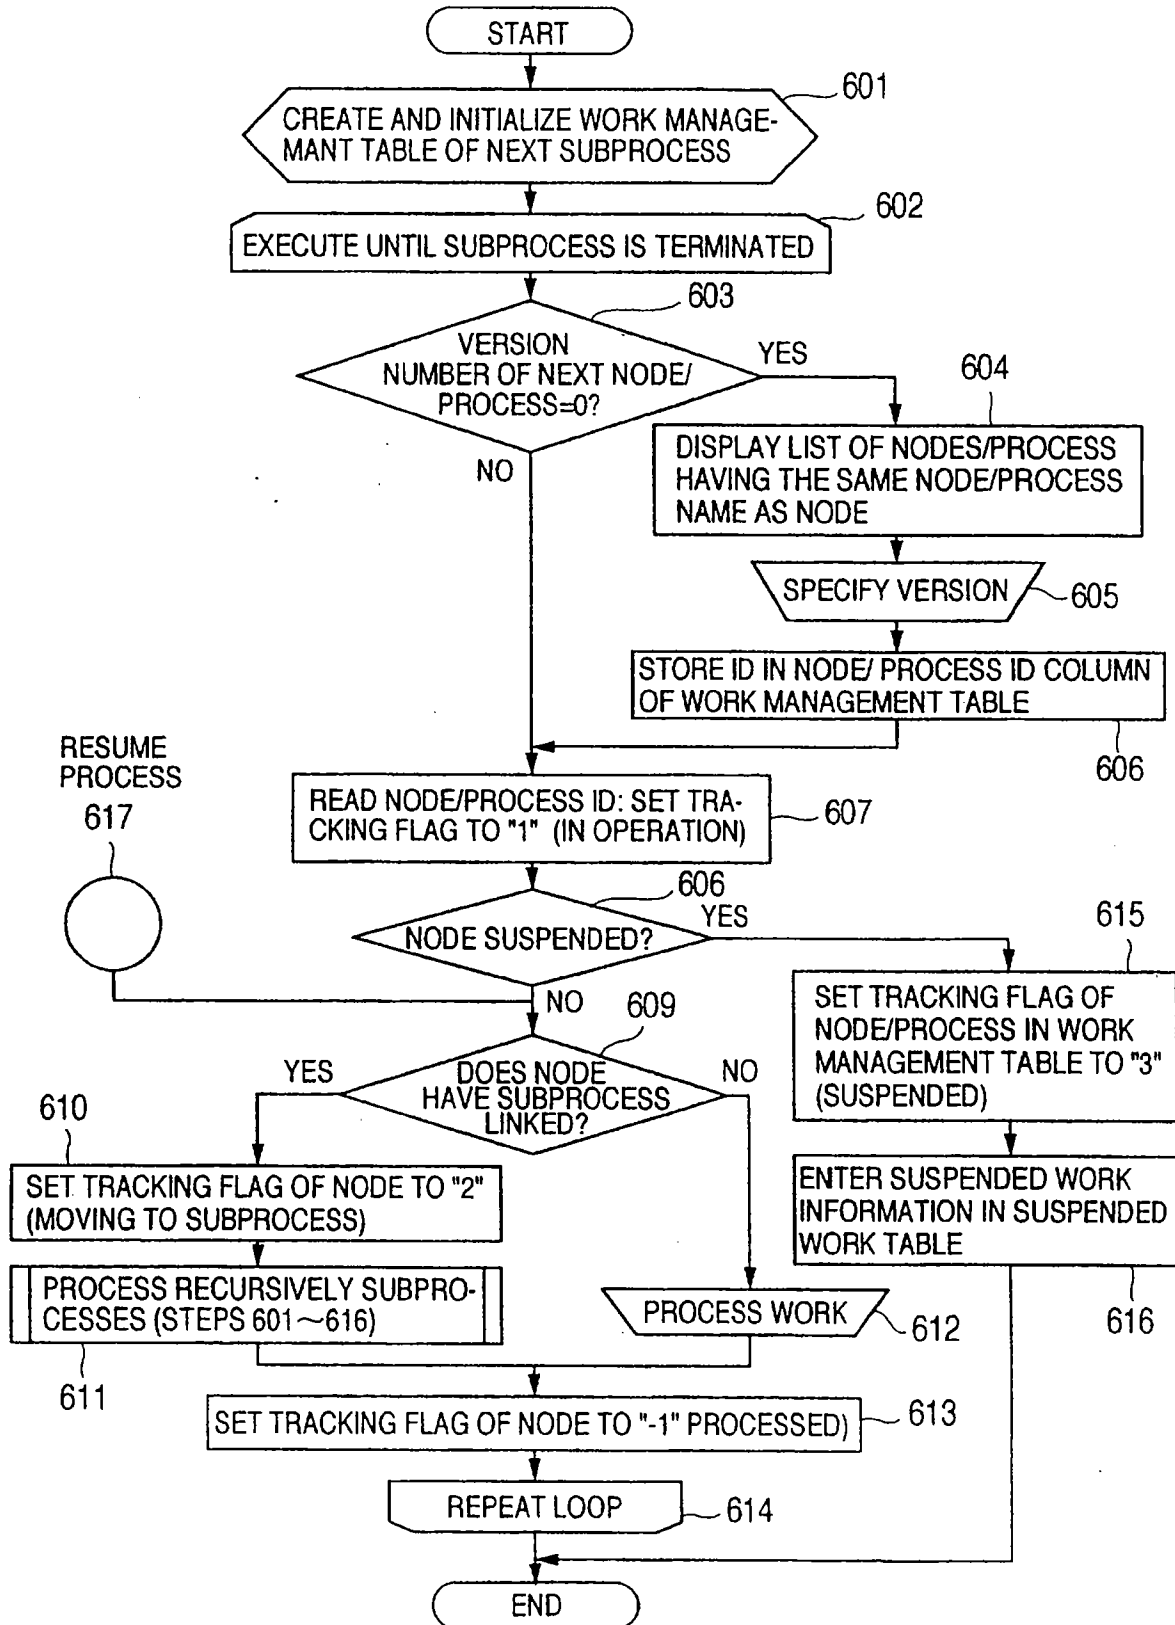 START
601
CREATE AND INITIALIZE WORK MANAGE-
MANT TABLE OF NEXT SUBPROCESS
602
EXECUTE UNTIL SUBPROCESS IS TERMINATED
603
VERSION
NUMBER OF NEXT NODE/
PROCESS=0?
YES
NO
604
DISPLAY LIST OF NODES/PROCESS
HAVING THE SAME NODE/PROCESS
NAME AS NODE
SPECIFY VERSION
605
STORE ID IN NODE/ PROCESS ID COLUMN
OF WORK MANAGEMENT TABLE
606
RESUME
PROCESS
617
READ NODE/PROCESS ID: SET TRA-
CKING FLAG TO "1" (IN OPERATION)
607
606
NODE SUSPENDED?
YES
NO
615
SET TRACKING FLAG OF
NODE/PROCESS IN WORK
MANAGEMENT TABLE TO "3"
(SUSPENDED)
609
DOES NODE
HAVE SUBPROCESS
LINKED?
YES
NO
610
SET TRACKING FLAG OF NODE TO "2"
(MOVING TO SUBPROCESS)
ENTER SUSPENDED WORK
INFORMATION IN SUSPENDED
WORK TABLE
616
PROCESS RECURSIVELY SUBPRO-
CESSES (STEPS 601~616)
611
PROCESS WORK
612
SET TRACKING FLAG OF NODE TO "-1" PROCESSED)
613
REPEAT LOOP
614
END